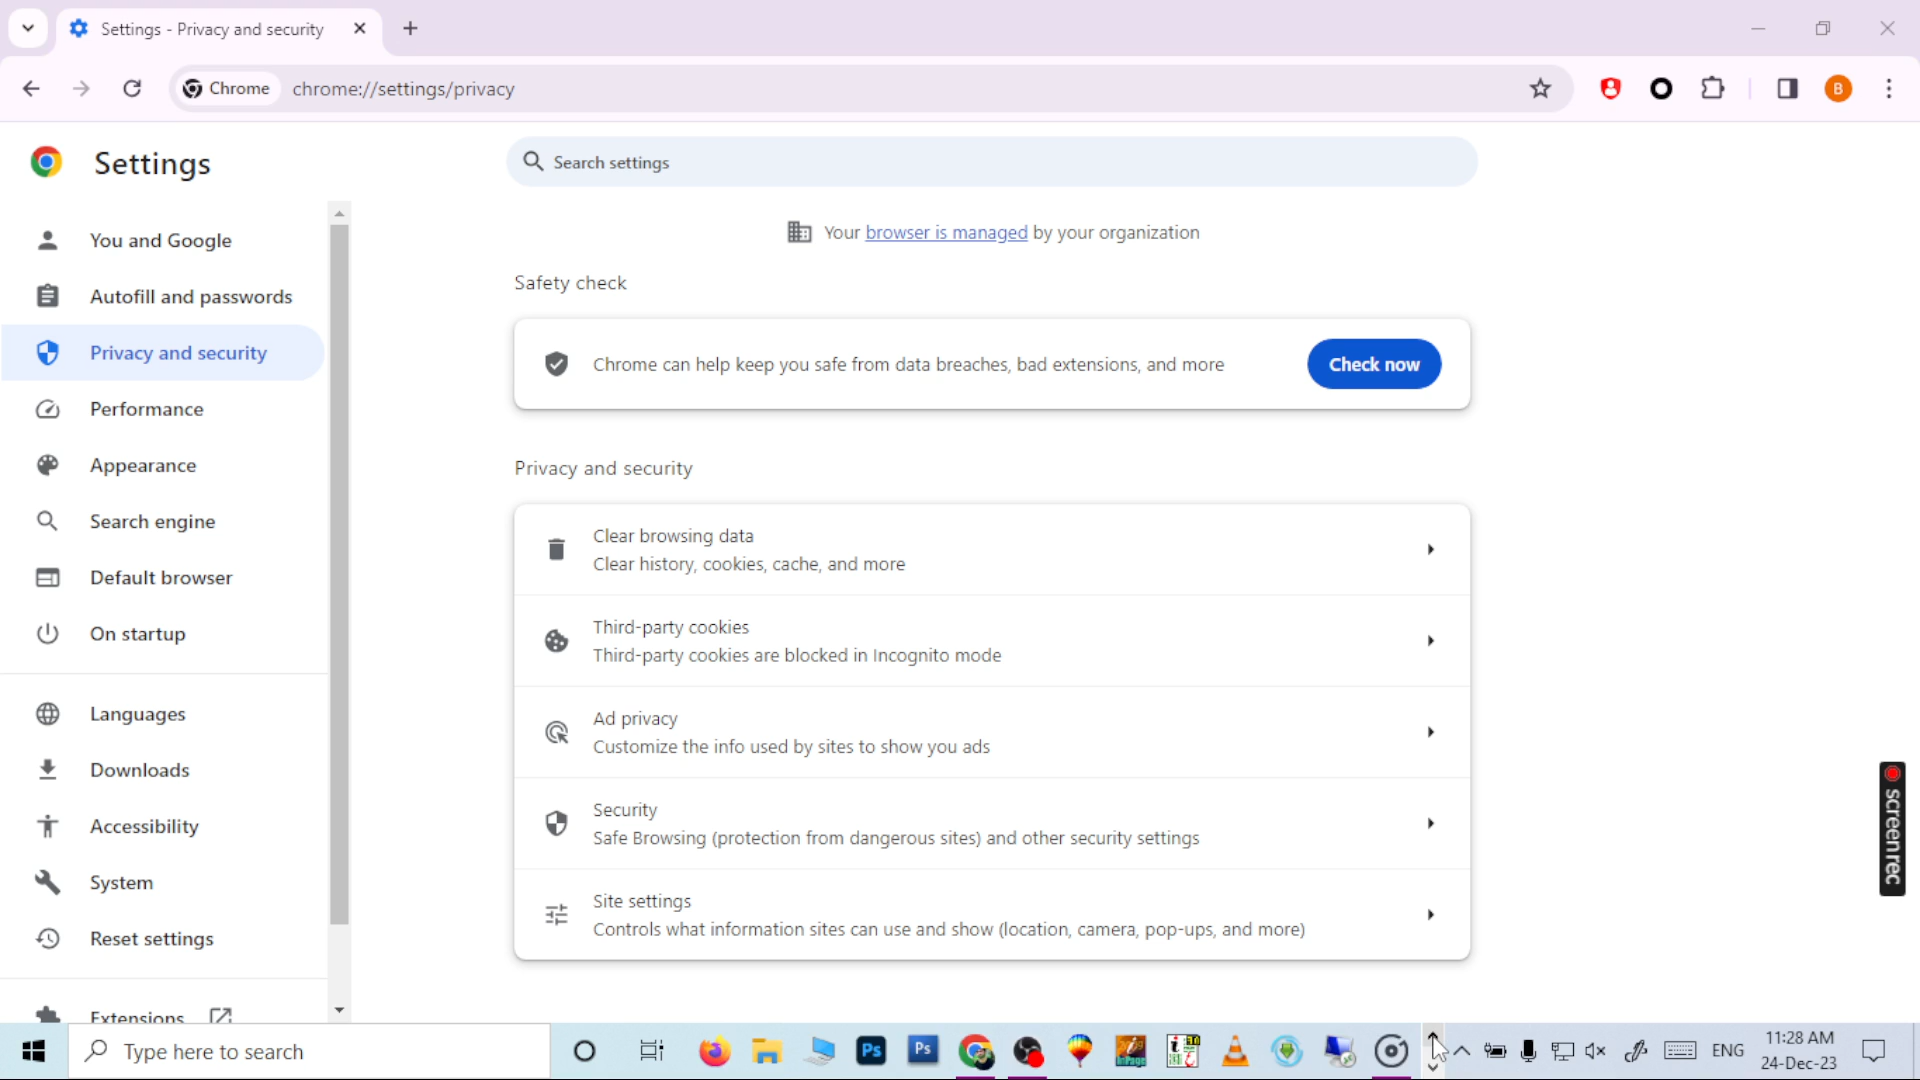 Settings - Privacy and security
Chrome
chrome://settings/privacy
B
Settings
Search settings
You and Google
Autofill and passwords
Privacy and security
Performance
Appearance
Search engine
Default browser
On startup
Languages
Downloads
Accessibility
System
Reset settings
Extensions
Your browser is managed by your organization
Safety check
Chrome can help keep you safe from data breaches, bad extensions, and more
Check now
Privacy and security
Clear browsing data
Clear history, cookies, cache, and more
Third-party cookies
Third-party cookies are blocked in Incognito mode
Ad privacy
Customize the info used by sites to show you ads
Security
Safe Browsing (protection from dangerous sites) and other security settings
Site settings
Controls what information sites can use and show (location, camera, pop-ups, and more)
screenrec
Type here to search
Ps
Ps
InPage
ENG
11:28 AM
24-Dec-23